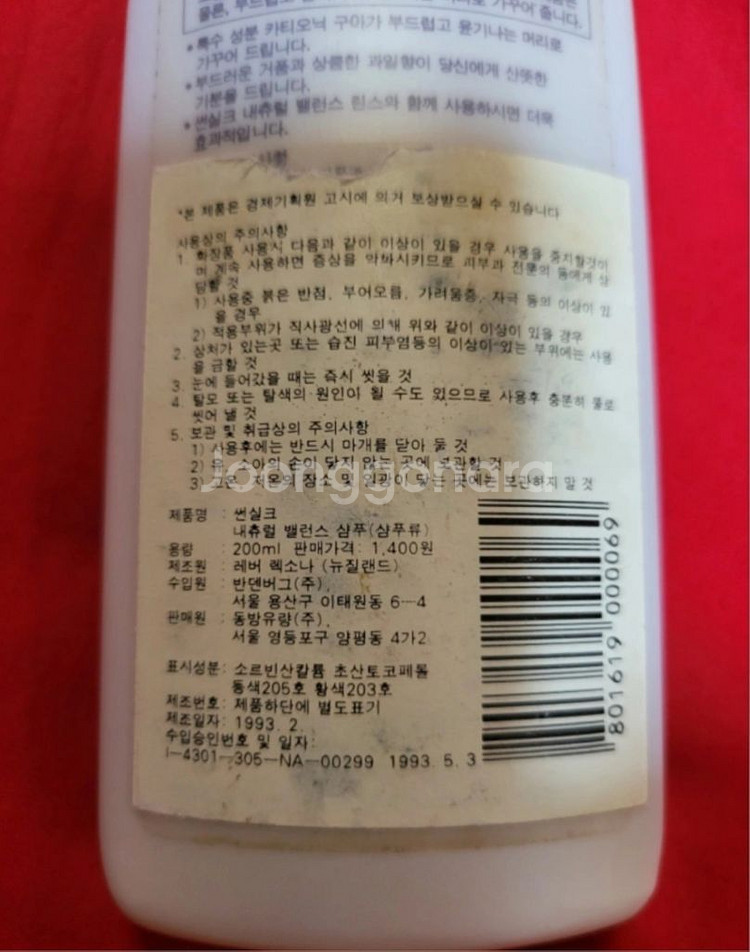 물론, 부드럽고 가꾸어 줍니다.
*특수 성분 카티오닉 구아가 부드럽고 윤기나는 머리로
가꾸어 드립니다.
*부드러운 거품과 상큼한 과일향이 당신에게 산뜻한
기분을 드립니다.
*썬실크 내츄럴 밸런스 린스와 함께 사용하시면 더욱
효과적입니다.
*본 제품은 경제기획원 고시에 의거 보상받으실 수 있습니다
사용상의 주의사항
1. 화장품 사용시 다음과 같이 이상이 있을 경우 사용을 중지할것이
며 계속 사용하면 증상을 악화시키므로 피부과 전문의 등에게 상
담할 것
1) 사용중 붉은 반점, 부어오름, 가려움증, 자극 등의 이상이 있
을 경우
2) 적용부위가 직사광선에 의해 위와 같이 이상이 있을 경우
2. 상처가 있는곳 또는 습진 피부염등의 이상이 있는 부위에는 사용
을 금할 것
3. 눈에 들어갔을 때는 즉시 씻을 것
4. 탈모 또는 탈색의 원인이 될 수도 있으므로 사용후 충분히 물로
씻어 낼 것
5. 보관 및 취급상의 주의사항
1) 사용후에는 반드시 마개를 닫아 둘 것
2) 유, 소아의 손이 닿지 않는 곳에 보관할 것
3) 고온, 저온의 장소 및 일광이 닿는 곳에는 보관하지 말 것
Joonggonara
제품명 : 썬실크
내츄럴 밸런스 샴푸(샴푸류)
용량 : 200ml 판매가격: 1,400원
제조원 : 레버 렉소나 (뉴질랜드)
수입원 : 반덴버그(주),
서울 용산구 이태원동 6-4
판매원 : 동방유량(주),
서울 영등포구 양평동 4가2
표시성분: 소르빈산칼륨 초산토코페롤
등색205호 황색203호
제조번호: 제품하단에 별도표기
제조일자: 1993. 2.
수입승인번호 및 일자:
I-4301-305-NA-00299 1993. 5. 3
801619 000069